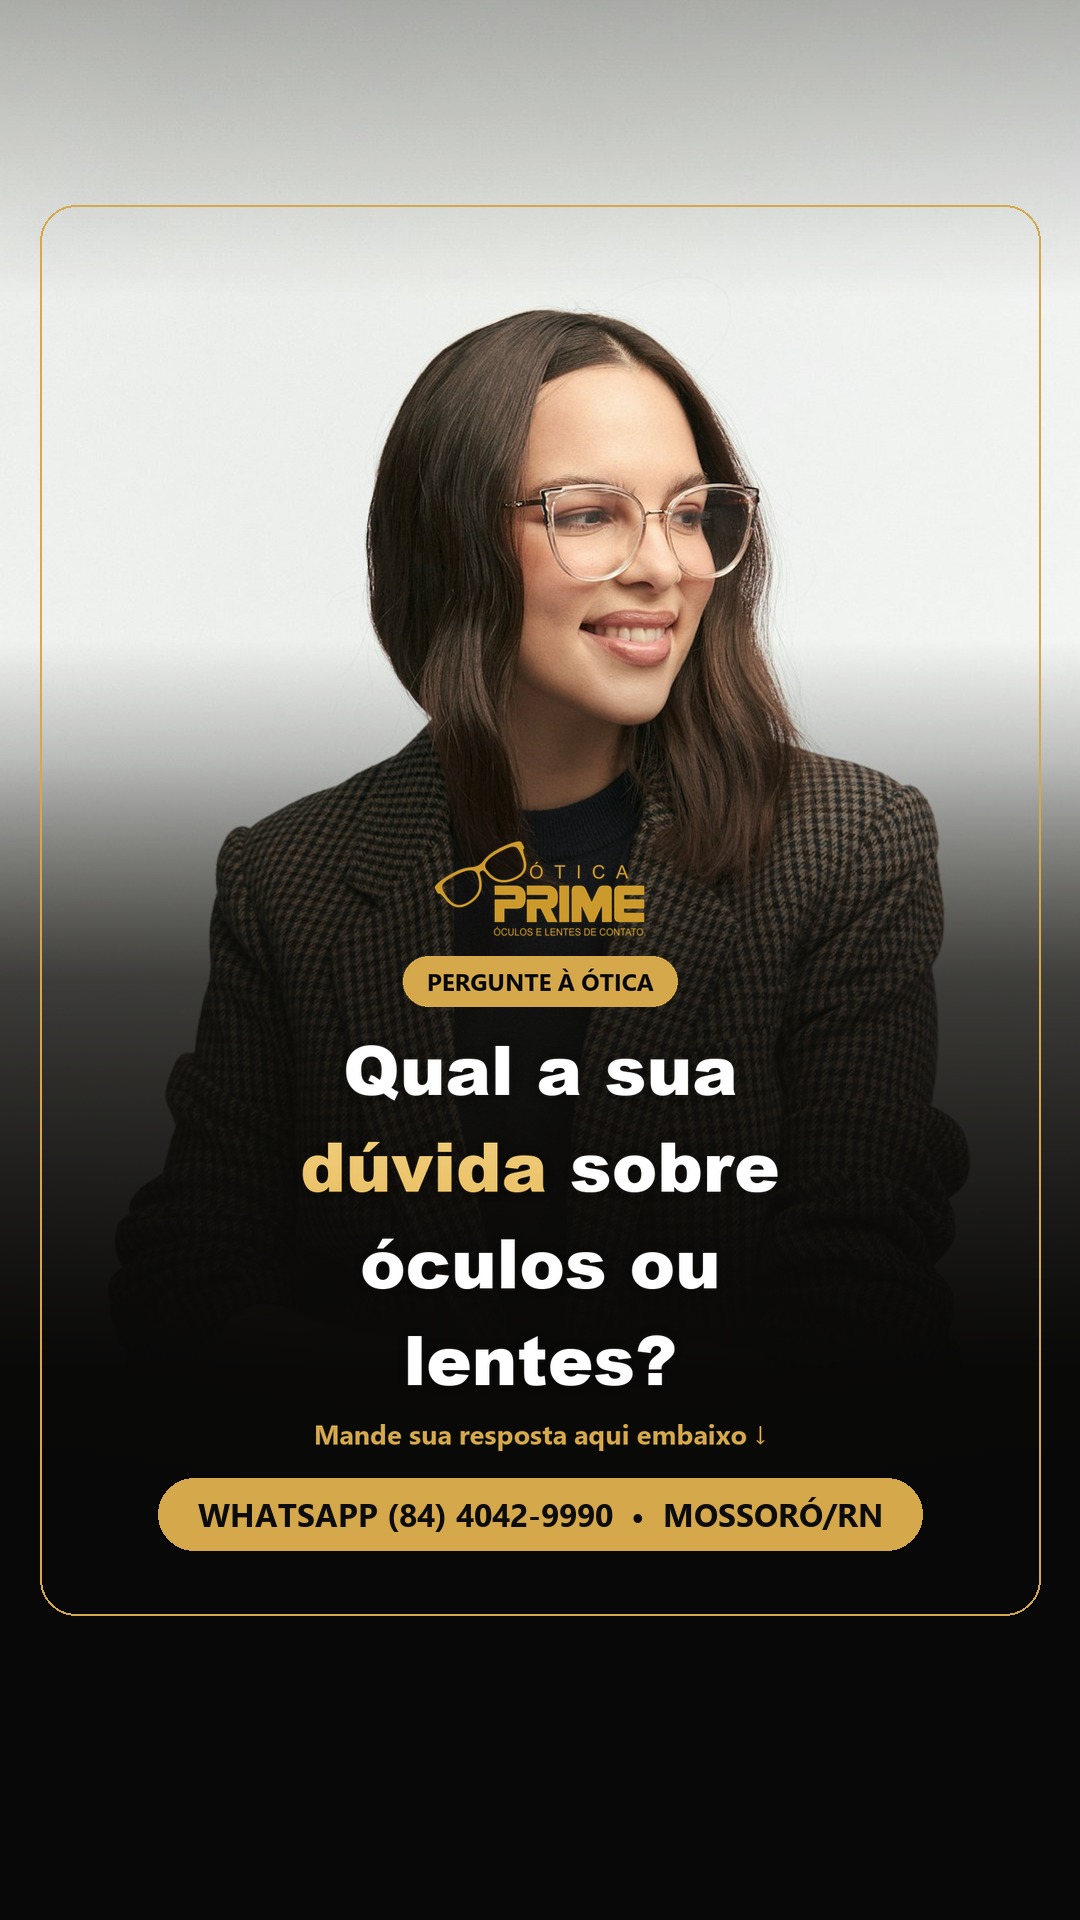 ÓTICA
PRIME
ÓCULOS E LENTES DE CONTATO
PERGUNTE À ÓTICA
Qual a sua
dúvida sobre
óculos ou
lentes?
Mande sua resposta aqui embaixo ↓
WHATSAPP (84) 4042-9990 • MOSSORÓ/RN